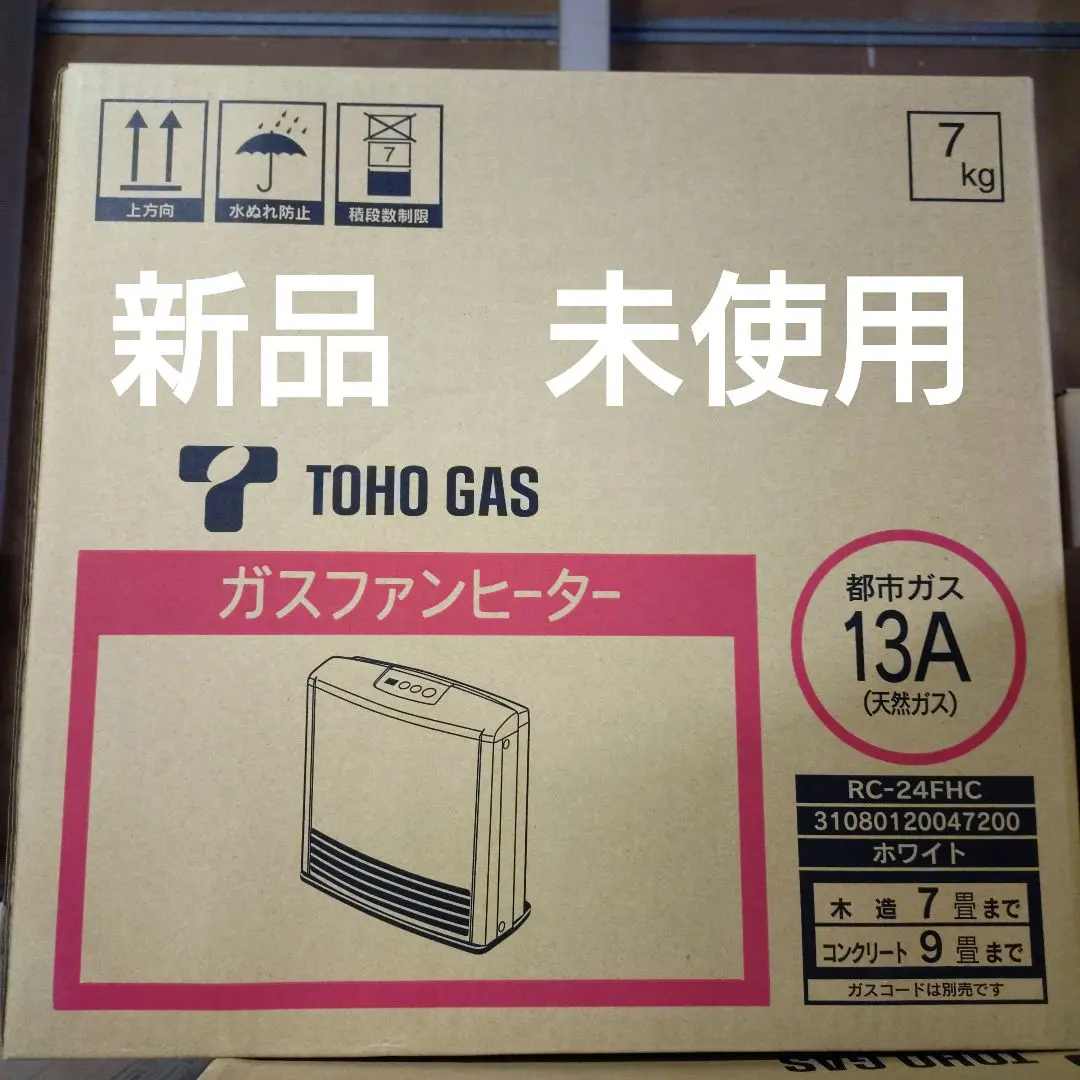 7
上方向
水ぬれ防止
積段数制限
7
kg
新品　未使用
TOHO GAS
ガスファンヒーター
都市ガス
13A
(天然ガス)
RC-24FHC
31080120047200
ホワイト
木 造 7 畳まで
コンクリート 9 畳まで
ガスコードは別売です
TOHO GAS